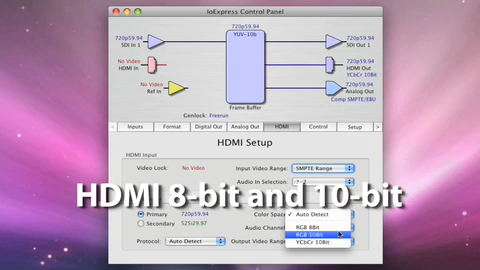 IoExpress Control Panel
720p59.94
YUV-10b
720p59.94
SDI In 1
720p59.94
SDI Out 1
No Video
HDMI In
720p59.94
HDMI Out
YCbCr 10Bit
No Video
Ref In
720p59.94
Analog Out
Comp SMPTE/EBU
Frame Buffer
Genlock: Freerun
Inputs Format Digital Out Analog Out HDMI Control Setup
HDMI Setup
HDMI Input
Video Lock: No Video
Input Video Range: SMPTE Range
Audio In Selection:
HDMI 8-bit and 10-bit
Primary 720p59.94
Secondary 525i29.97
Color Space: Auto Detect
RGB 8Bit
RGB 10Bit
YCbCr 10Bit
Audio Channels
Protocol: Auto Detect
Output Video Range